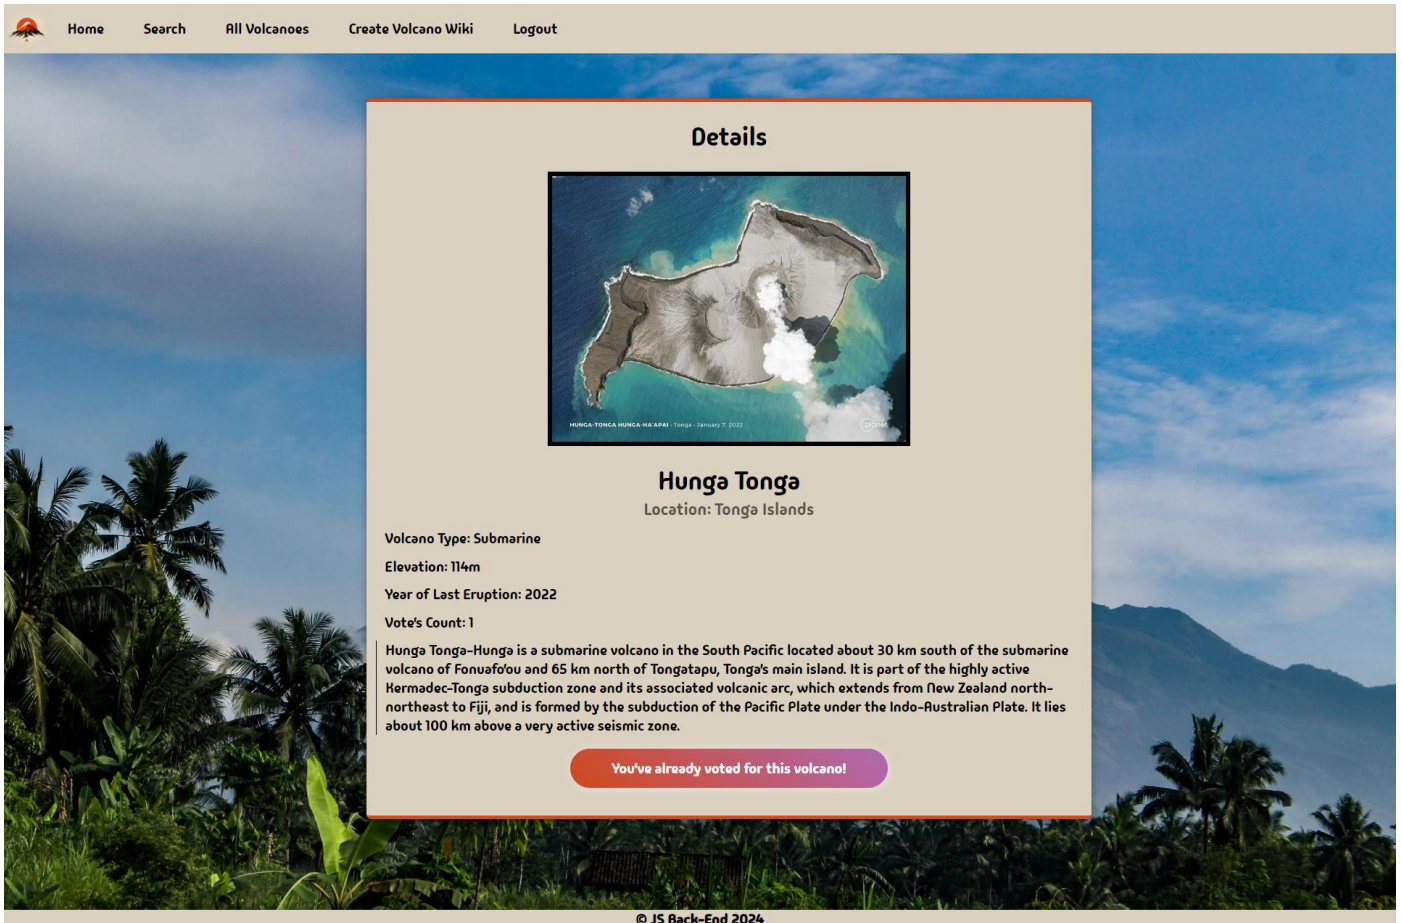 Home Search All Volcanoes Create Volcano Wiki Logout
Details
HUNGA-TONGA HUNGA-HA'APAI - Tonga - January 7, 2022
planet
Hunga Tonga
Location: Tonga Islands
Volcano Type: Submarine
Elevation: 114m
Year of Last Eruption: 2022
Vote's Count: 1
Hunga Tonga-Hunga is a submarine volcano in the South Pacific located about 30 km south of the submarine
volcano of Fonuafo'ou and 65 km north of Tongatapu, Tonga's main island. It is part of the highly active
Kermadec-Tonga subduction zone and its associated volcanic arc, which extends from New Zealand north-
northeast to Fiji, and is formed by the subduction of the Pacific Plate under the Indo-Australian Plate. It lies
about 100 km above a very active seismic zone.
You've already voted for this volcano!
© JS Back-End 2024